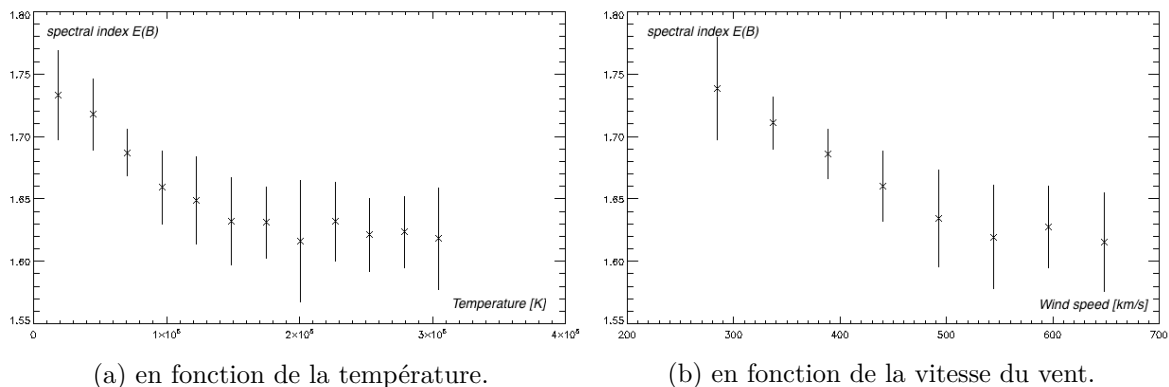 1.80
spectral index E(B)
1.75
1.70
1.65
1.60
1.55
Temperature [K]
0 1×10⁵ 2×10⁵ 3×10⁵ 4×10⁵
(a) en fonction de la température.
1.80
spectral index E(B)
1.75
1.70
1.65
1.60
1.55
Wind speed [km/s]
200 300 400 500 600 700
(b) en fonction de la vitesse du vent.